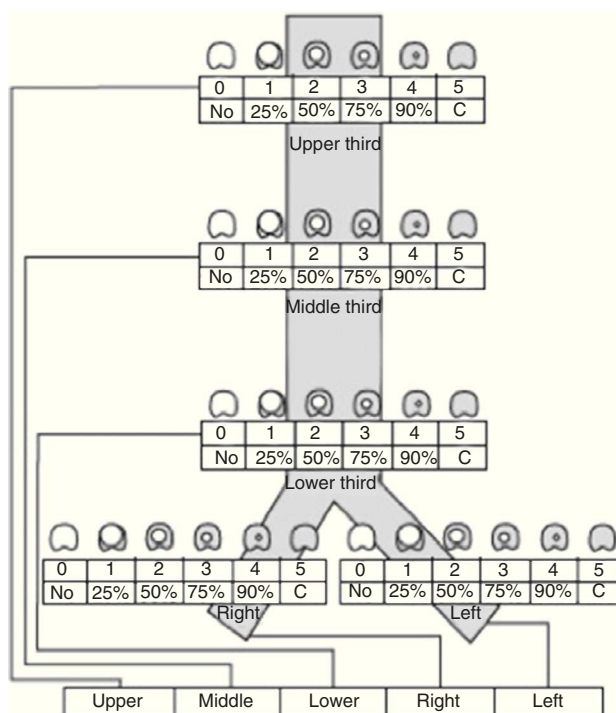 0 1 2 3 4 5
No 25% 50% 75% 90% C
Upper third
0 1 2 3 4 5
No 25% 50% 75% 90% C
Middle third
0 1 2 3 4 5
No 25% 50% 75% 90% C
Lower third
0 1 2 3 4 5
No 25% 50% 75% 90% C
Right
0 1 2 3 4 5
No 25% 50% 75% 90% C
Left
Upper Middle Lower Right Left